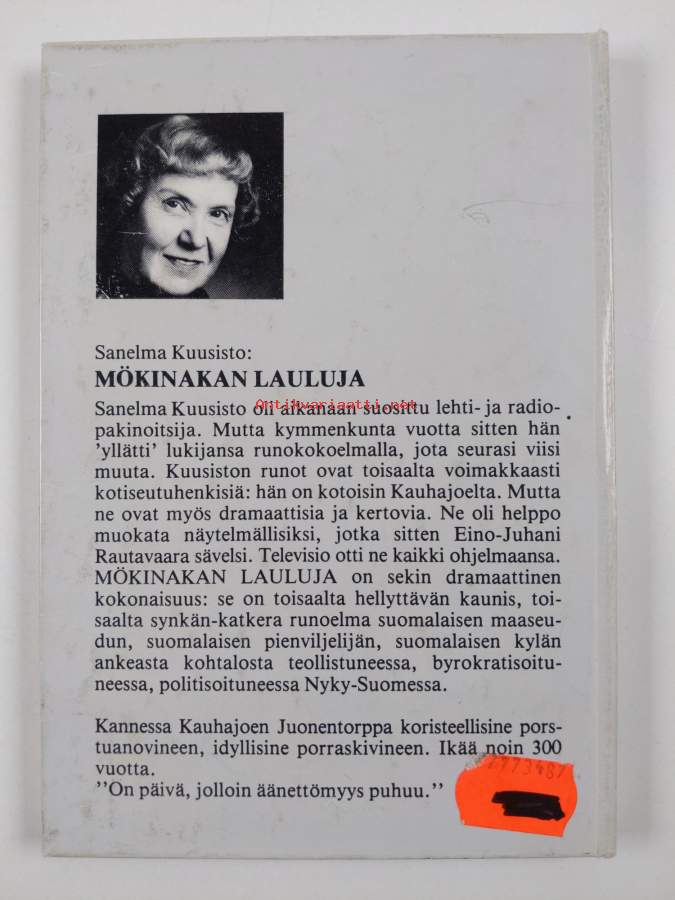 Sanelma Kuusisto:
MÖKINAKAN LAULUJA
Sanelma Kuusisto oli aikanaan suosittu lehti- ja radio-
Antikvariaatti.net
pakinoitsija. Mutta kymmenkunta vuotta sitten hän
’yllätti’ lukijansa runokokoelmalla, jota seurasi viisi
muuta. Kuusiston runot ovat toisaalta voimakkaasti
kotiseutuhenkisiä: hän on kotoisin Kauhajoelta. Mutta
ne ovat myös dramaattisia ja kertovia. Ne oli helppo
muokata näytelmällisiksi, jotka sitten Eino-Juhani
Rautavaara sävelsi. Televisio otti ne kaikki ohjelmaansa.
MÖKINAKAN LAULUJA on sekin dramaattinen
kokonaisuus: se on toisaalta hellyttävän kaunis, toi-
saalta synkän-katkera runoelma suomalaisen maaseu-
dun, suomalaisen pienviljelijän, suomalaisen kylän
ankeasta kohtalosta teollistuneessa, byrokratisoitu-
neessa, politisoituneessa Nyky-Suomessa.
Kannessa Kauhajoen Juonentorppa koristeellisine pors-
tuanovineen, idyllisine porraskivineen. Ikää noin 300
vuotta.
’’On päivä, jolloin äänettömyys puhuu.’’